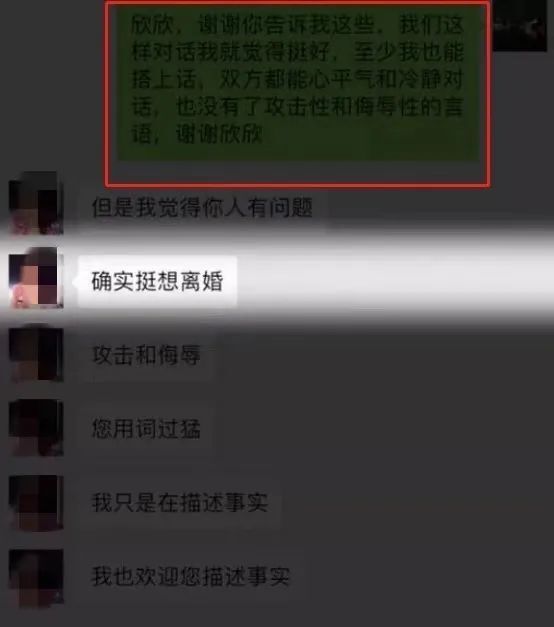 欣欣，谢谢你告诉我这些，我们这
样对话我就觉得挺好，至少我也能
搭上话，双方都能心平气和冷静对
话，也没有了攻击性和侮辱性的言
语，谢谢欣欣
但是我觉得你人有问题
确实挺想离婚
攻击和侮辱
您用词过猛
我只是在描述事实
我也欢迎您描述事实